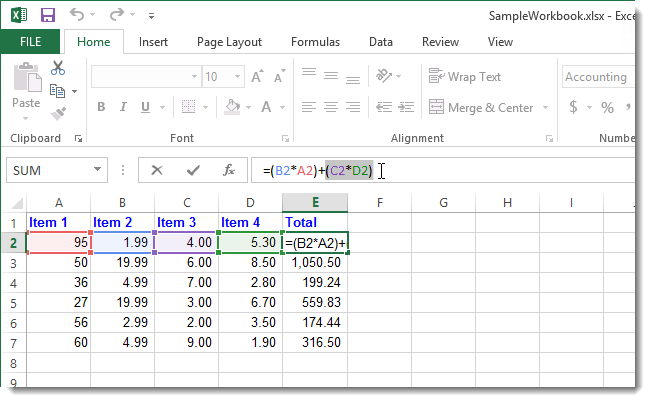 SampleWorkbook.xlsx - Exce
FILE Home Insert Page Layout Formulas Data Review View
10 A A Wrap Text Accounting
Paste B I U A Merge & Center $ % ,
Clipboard Font Alignment Numbe
SUM fx =(B2*A2)+(C2*D2)
A B C D E F G H I
1 Item 1 Item 2 Item 3 Item 4 Total
2 95 1.99 4.00 5.30 =(B2*A2)+
3 50 19.99 6.00 8.50 1,050.50
4 36 4.99 7.00 2.80 199.24
5 27 19.99 3.00 6.70 559.83
6 56 2.99 2.00 3.50 174.44
7 60 4.99 9.00 1.90 316.50
8
9